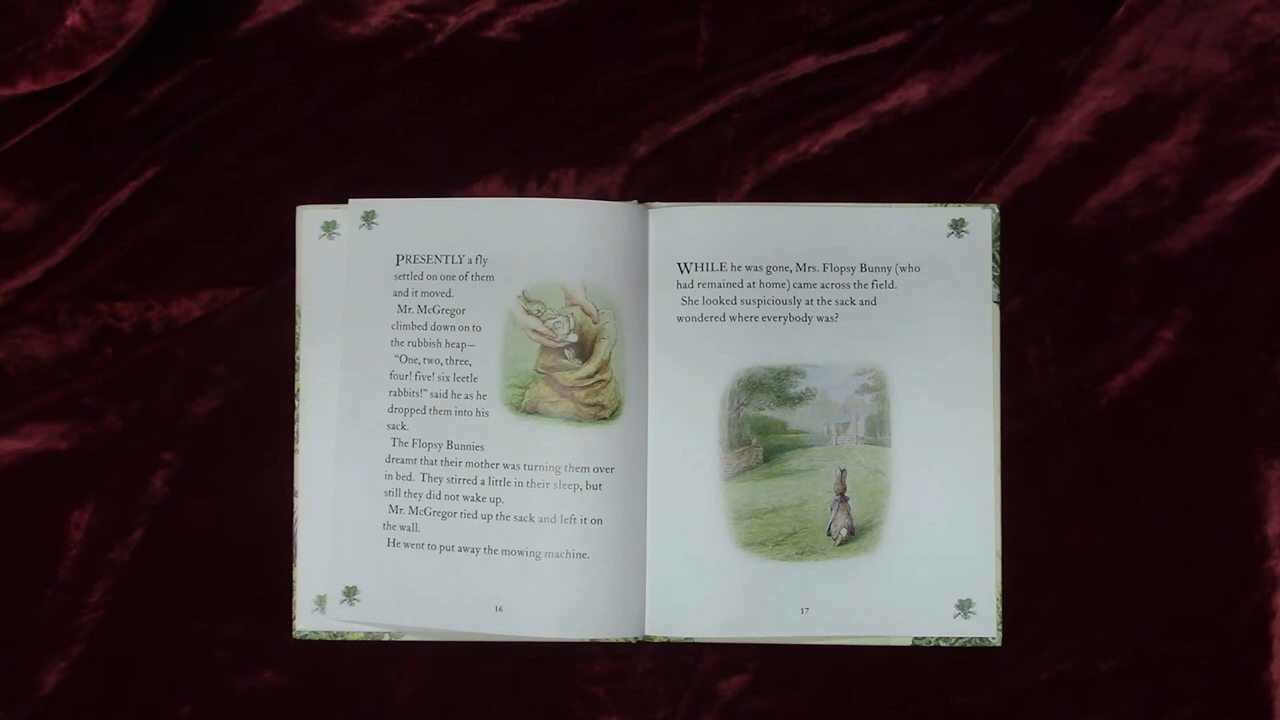 PRESENTLY a fly
settled on one of them
and it moved.
Mr. McGregor
climbed down on to
the rubbish heap—
"One, two, three,
four! five! six leetle
rabbits!" said he as he
dropped them into his
sack.
The Flopsy Bunnies
dreamt that their mother was turning them over
in bed. They stirred a little in their sleep, but
still they did not wake up.
Mr. McGregor tied up the sack and left it on
the wall.
He went to put away the mowing machine.
16
WHILE he was gone, Mrs. Flopsy Bunny (who
had remained at home) came across the field.
She looked suspiciously at the sack and
wondered where everybody was?
17